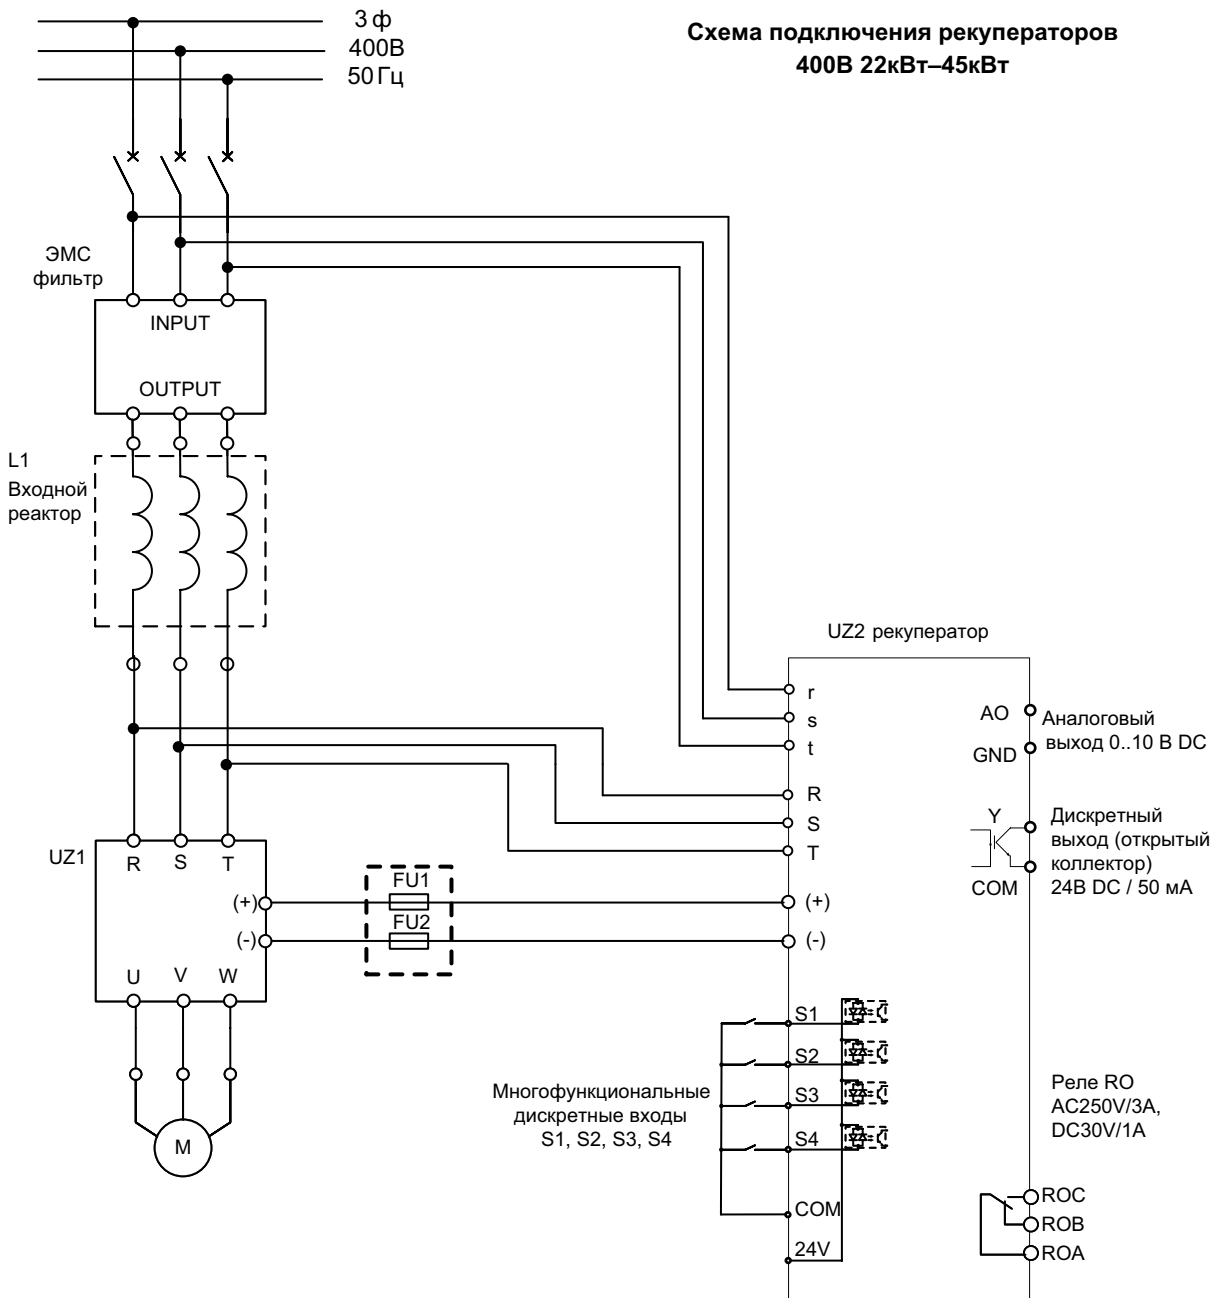 3 ф
400В
50 Гц
Схема подключения рекуператоров
400В 22кВт–45кВт
ЭМС
фильтр
INPUT
OUTPUT
L1
Входной
реактор
UZ2 рекуператор
r
s
t
R
S
T
(+)
(-)
AO
GND
Аналоговый
выход 0..10 В DC
Y
COM
Дискретный
выход (открытый
коллектор)
24В DC / 50 мА
UZ1
R
S
T
(+)
(-)
U
V
W
FU1
FU2
M
S1
S2
S3
S4
COM
24V
Многофункциональные
дискретные входы
S1, S2, S3, S4
Реле RO
AC250V/3A,
DC30V/1A
ROC
ROB
ROA